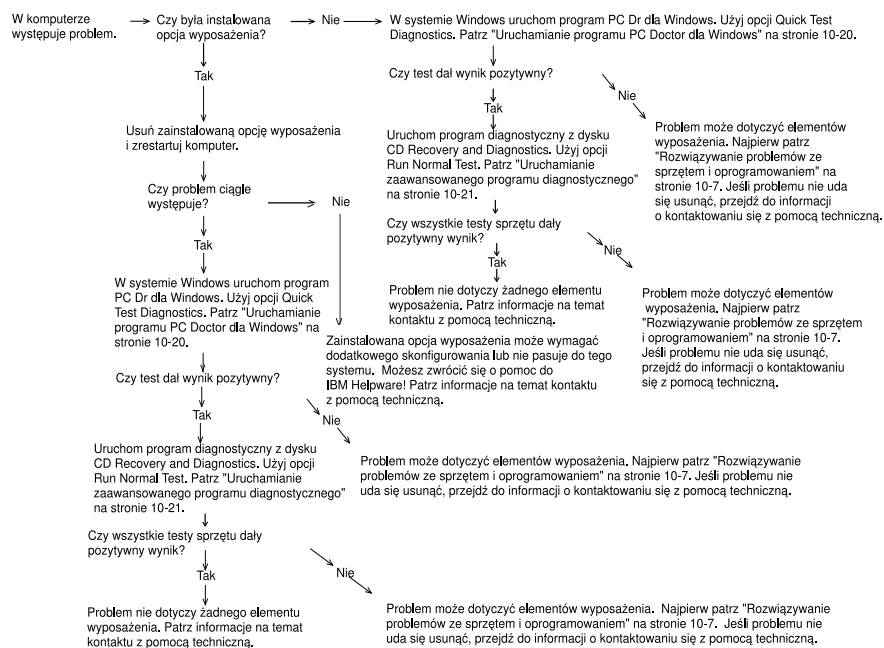 W komputerze
występuje problem.
Czy była instalowana
opcja wyposażenia?
Nie
W systemie Windows uruchom program PC Dr dla Windows. Użyj opcji Quick Test
Diagnostics. Patrz "Uruchamianie programu PC Doctor dla Windows" na stronie 10-20.
Tak
Czy test dał wynik pozytywny?
Nie
Tak
Usuń zainstalowaną opcję wyposażenia
i zrestartuj komputer.
Uruchom program diagnostyczny z dysku
CD Recovery and Diagnostics. Użyj opcji
Run Normal Test. Patrz "Uruchamianie
zaawansowanego programu diagnostycznego"
na stronie 10-21.
Problem może dotyczyć elementów
wyposażenia. Najpierw patrz
"Rozwiązywanie problemów ze
sprzętem i oprogramowaniem" na
stronie 10-7. Jeśli problemu nie uda
się usunąć, przejdź do informacji
o kontaktowaniu się z pomocą techniczną.
Czy problem ciągle
występuje?
Nie
Czy wszystkie testy sprzętu dały
pozytywny wynik?
Nie
Tak
Tak
W systemie Windows uruchom program
PC Dr dla Windows. Użyj opcji Quick
Test Diagnostics. Patrz "Uruchamianie
programu PC Doctor dla Windows" na
stronie 10-20.
Problem nie dotyczy żadnego elementu
wyposażenia. Patrz informacje na temat
kontaktu z pomocą techniczną.
Problem może dotyczyć elementów
wyposażenia. Najpierw patrz
"Rozwiązywanie problemów ze sprzętem
i oprogramowaniem" na stronie 10-7.
Jeśli problemu nie uda się usunąć,
przejdź do informacji o kontaktowaniu
się z pomocą techniczną.
Zainstalowana opcja wyposażenia może wymagać
dodatkowego skonfigurowania lub nie pasuje do tego
systemu. Możesz zwrócić się o pomoc do
IBM Helpware! Patrz informacje na temat kontaktu
z pomocą techniczną.
Czy test dał wynik pozytywny?
Tak
Nie
Uruchom program diagnostyczny z dysku
CD Recovery and Diagnostics. Użyj opcji
Run Normal Test. Patrz "Uruchamianie
zaawansowanego programu diagnostycznego"
na stronie 10-21.
Problem może dotyczyć elementów wyposażenia. Najpierw patrz "Rozwiązywanie
problemów ze sprzętem i oprogramowaniem" na stronie 10-7. Jeśli problemu nie
uda się usunąć, przejdź do informacji o kontaktowaniu się z pomocą techniczną.
Czy wszystkie testy sprzętu dały
pozytywny wynik?
Tak
Nie
Problem nie dotyczy żadnego elementu
wyposażenia. Patrz informacje na temat
kontaktu z pomocą techniczną.
Problem może dotyczyć elementów wyposażenia. Najpierw patrz "Rozwiązywanie
problemów ze sprzętem i oprogramowaniem" na stronie 10-7. Jeśli problemu nie
uda się usunąć, przejdź do informacji o kontaktowaniu się z pomocą techniczną.